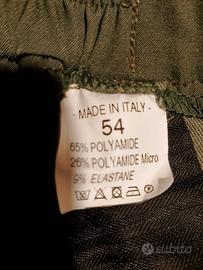 - MADE IN ITALY -
54
65% POLYAMIDE
26% POLYAMIDE Micro
9% ELASTANE
subito